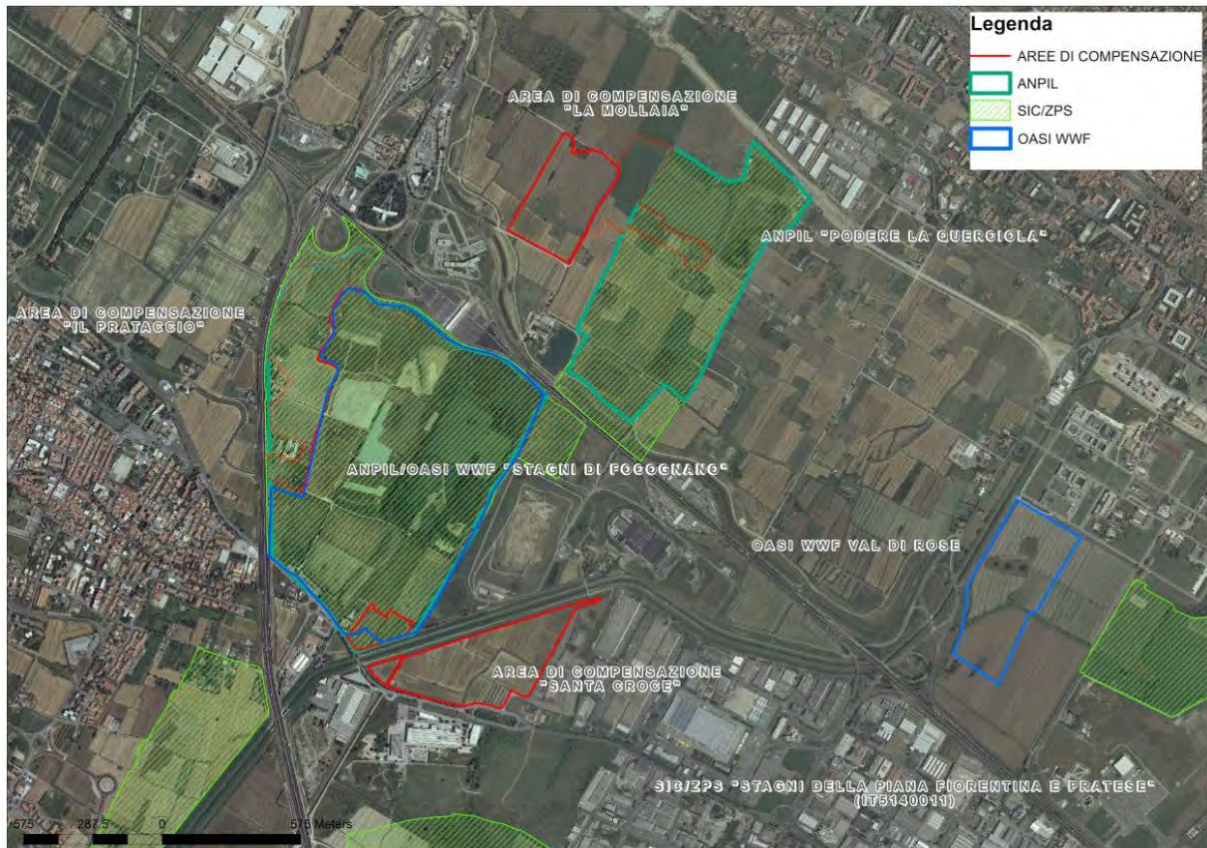 Legenda
AREE DI COMPENSAZIONE
ANPIL
SIC/ZPS
OASI WWF
AREA DI COMPENSAZIONE
"LA MOLLAIA"
ANPIL "PODERE LA QUERCIOLA"
AREA DI COMPENSAZIONE
"IL PRATACCIO"
ANPIL/OASI WWF "STAGNI DI FOCOGNANO"
OASI WWF VAL DI ROSE
AREA DI COMPENSAZIONE
"SANTA CROCE"
SIC/ZPS "STAGNI DELLA PIANA FIORENTINA E PRATESE"
(IT5140011)
575 287.5 0 575 Meters